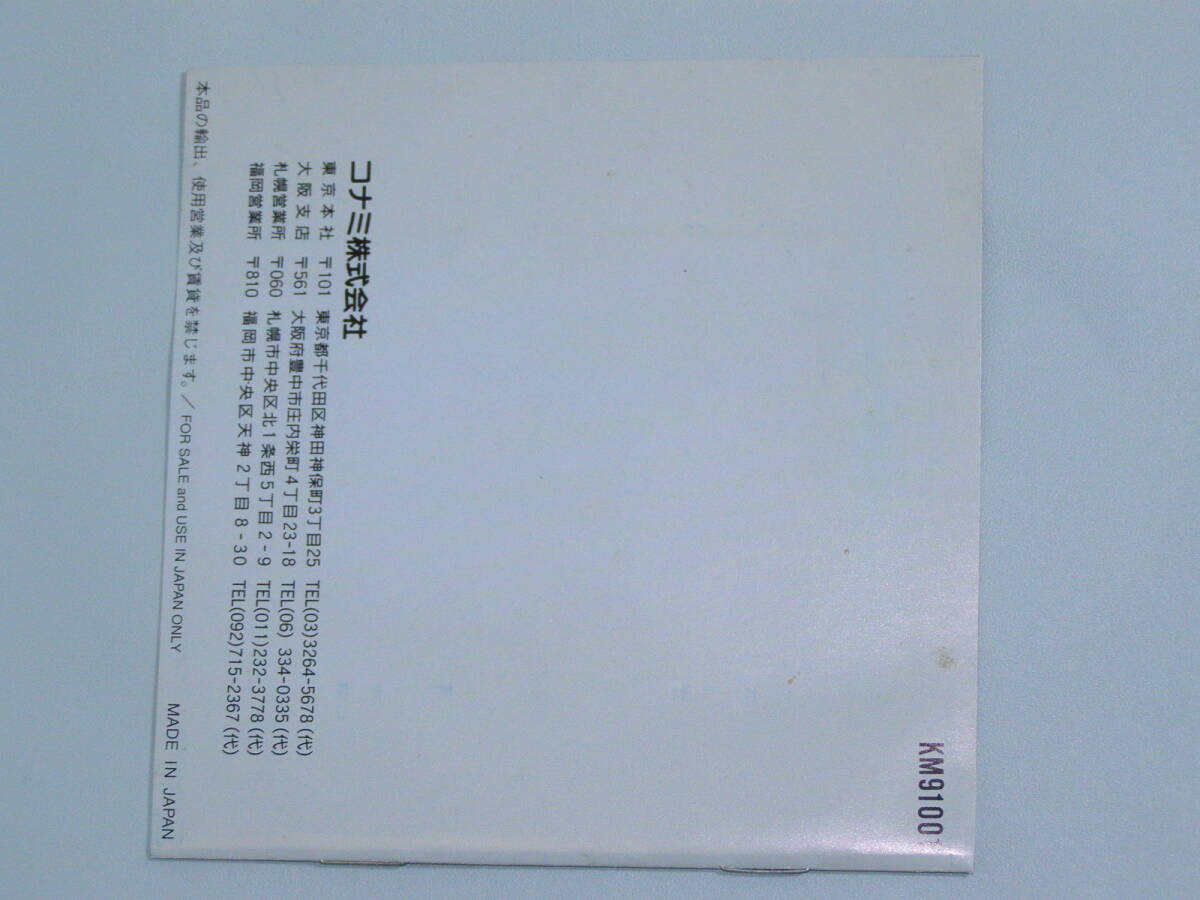 KM9100
コナミ株式会社
東京本社 〒101 東京都千代田区神田神保町3丁目25 TEL(03)3264-5678(代)
大阪支店 〒561 大阪府豊中市庄内栄町4丁目23-18 TEL(06) 334-0335(代)
札幌営業所 〒060 札幌市中央区北1条西5丁目2-9 TEL(011)232-3778(代)
福岡営業所 〒810 福岡市中央区天神2丁目8-30 TEL(092)715-2367(代)
本品の輸出、使用営業及び賃貸を禁じます。／FOR SALE and USE IN JAPAN ONLY MADE IN JAPAN